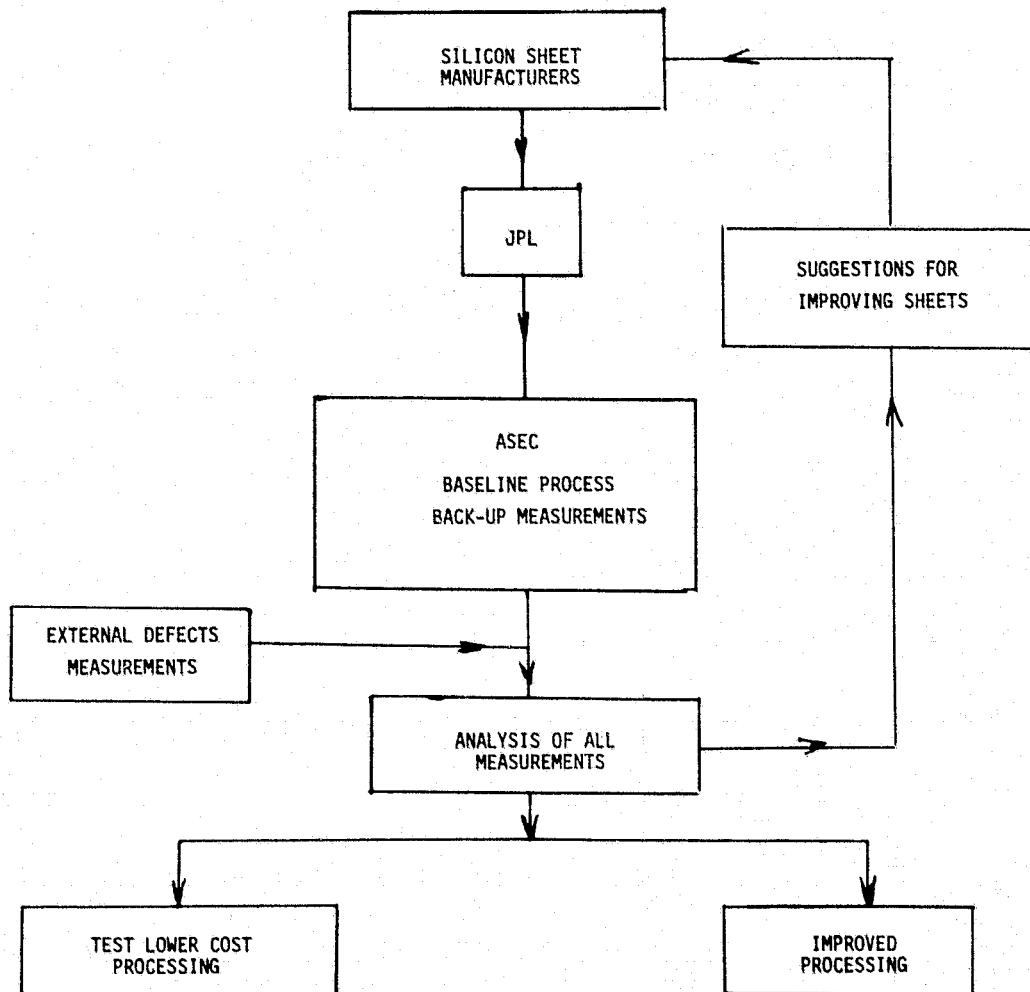 SILICON SHEET
MANUFACTURERS
JPL
SUGGESTIONS FOR
IMPROVING SHEETS
ASEC
BASELINE PROCESS
BACK-UP MEASUREMENTS
EXTERNAL DEFECTS
MEASUREMENTS
ANALYSIS OF ALL
MEASUREMENTS
TEST LOWER COST
PROCESSING
IMPROVED
PROCESSING